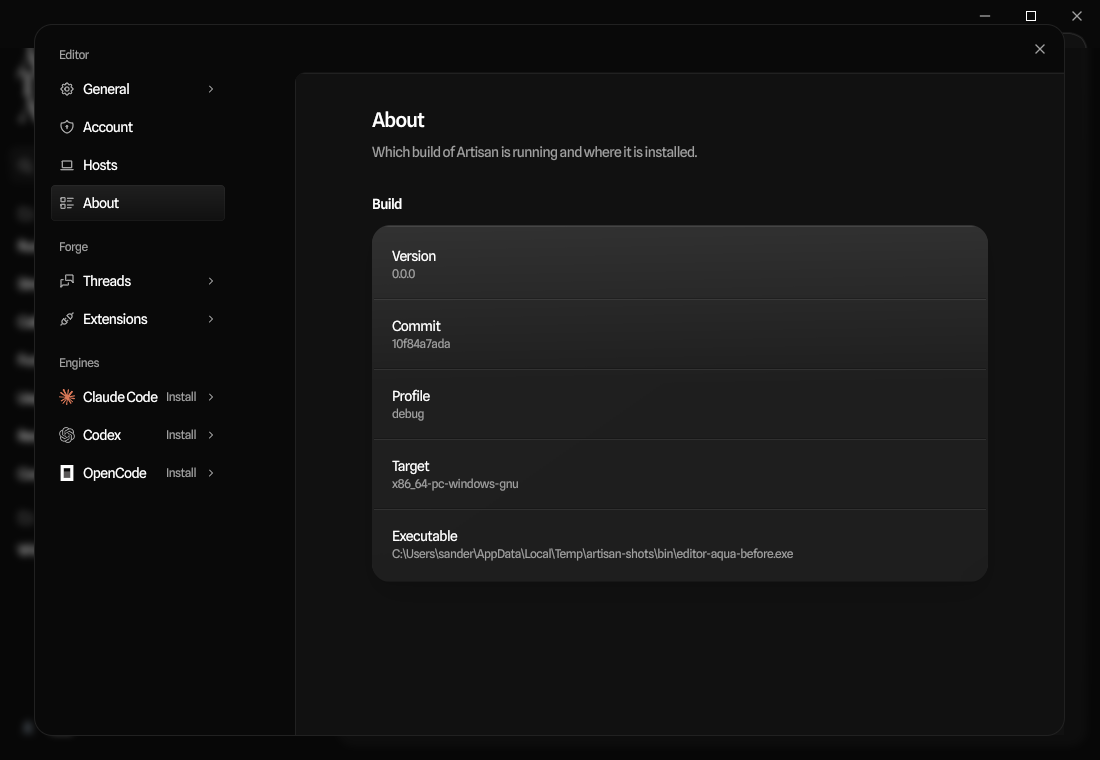 Editor
General
Account
Hosts
About
Forge
Threads
Extensions
Engines
Claude Code Install
Codex Install
OpenCode Install
About
Which build of Artisan is running and where it is installed.
Build
Version
0.0.0
Commit
10f84a7ada
Profile
debug
Target
x86_64-pc-windows-gnu
Executable
C:\Users\sander\AppData\Local\Temp\artisan-shots\bin\editor-aqua-before.exe